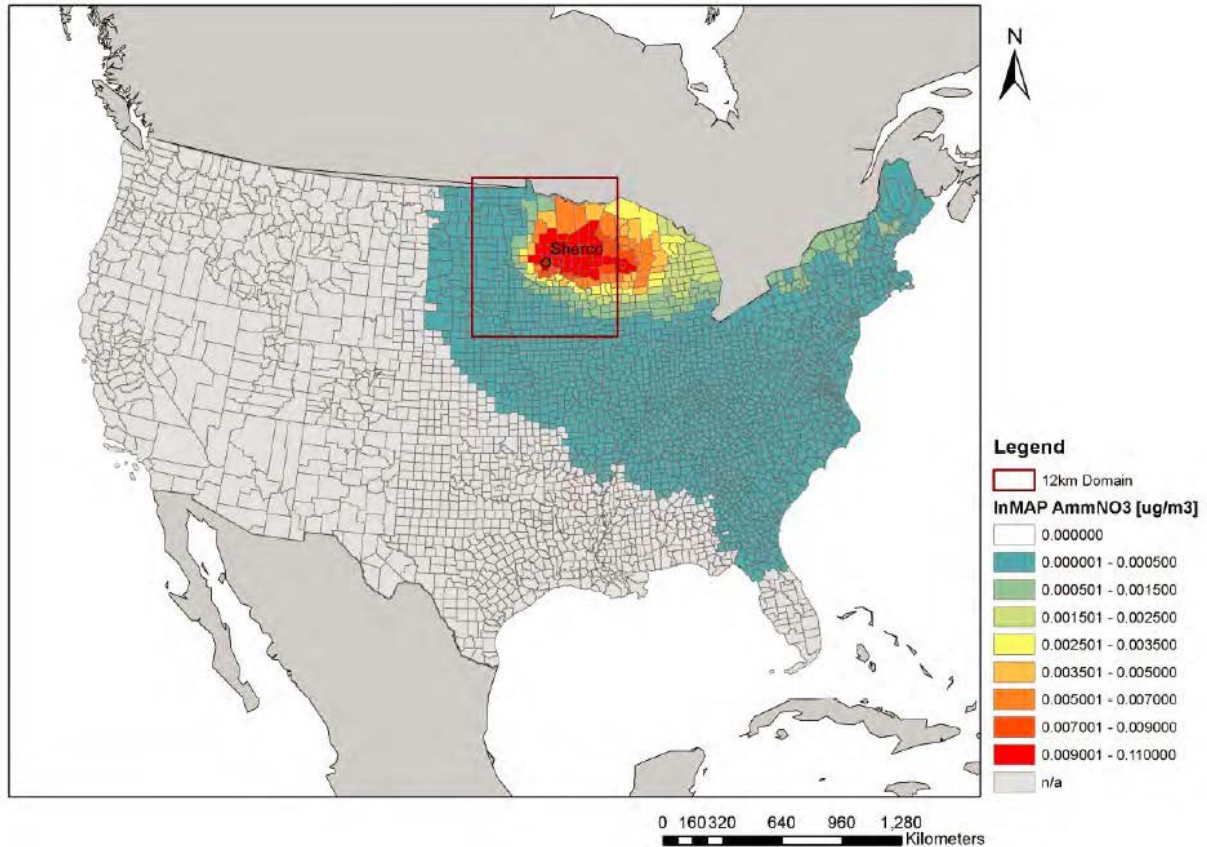 N
Sherco
Legend
12km Domain
InMAP AmmNO3 [ug/m3]
0.000000
0.000001 - 0.000500
0.000501 - 0.001500
0.001501 - 0.002500
0.002501 - 0.003500
0.003501 - 0.005000
0.005001 - 0.007000
0.007001 - 0.009000
0.009001 - 0.110000
n/a
0 160 320 640 960 1,280
Kilometers